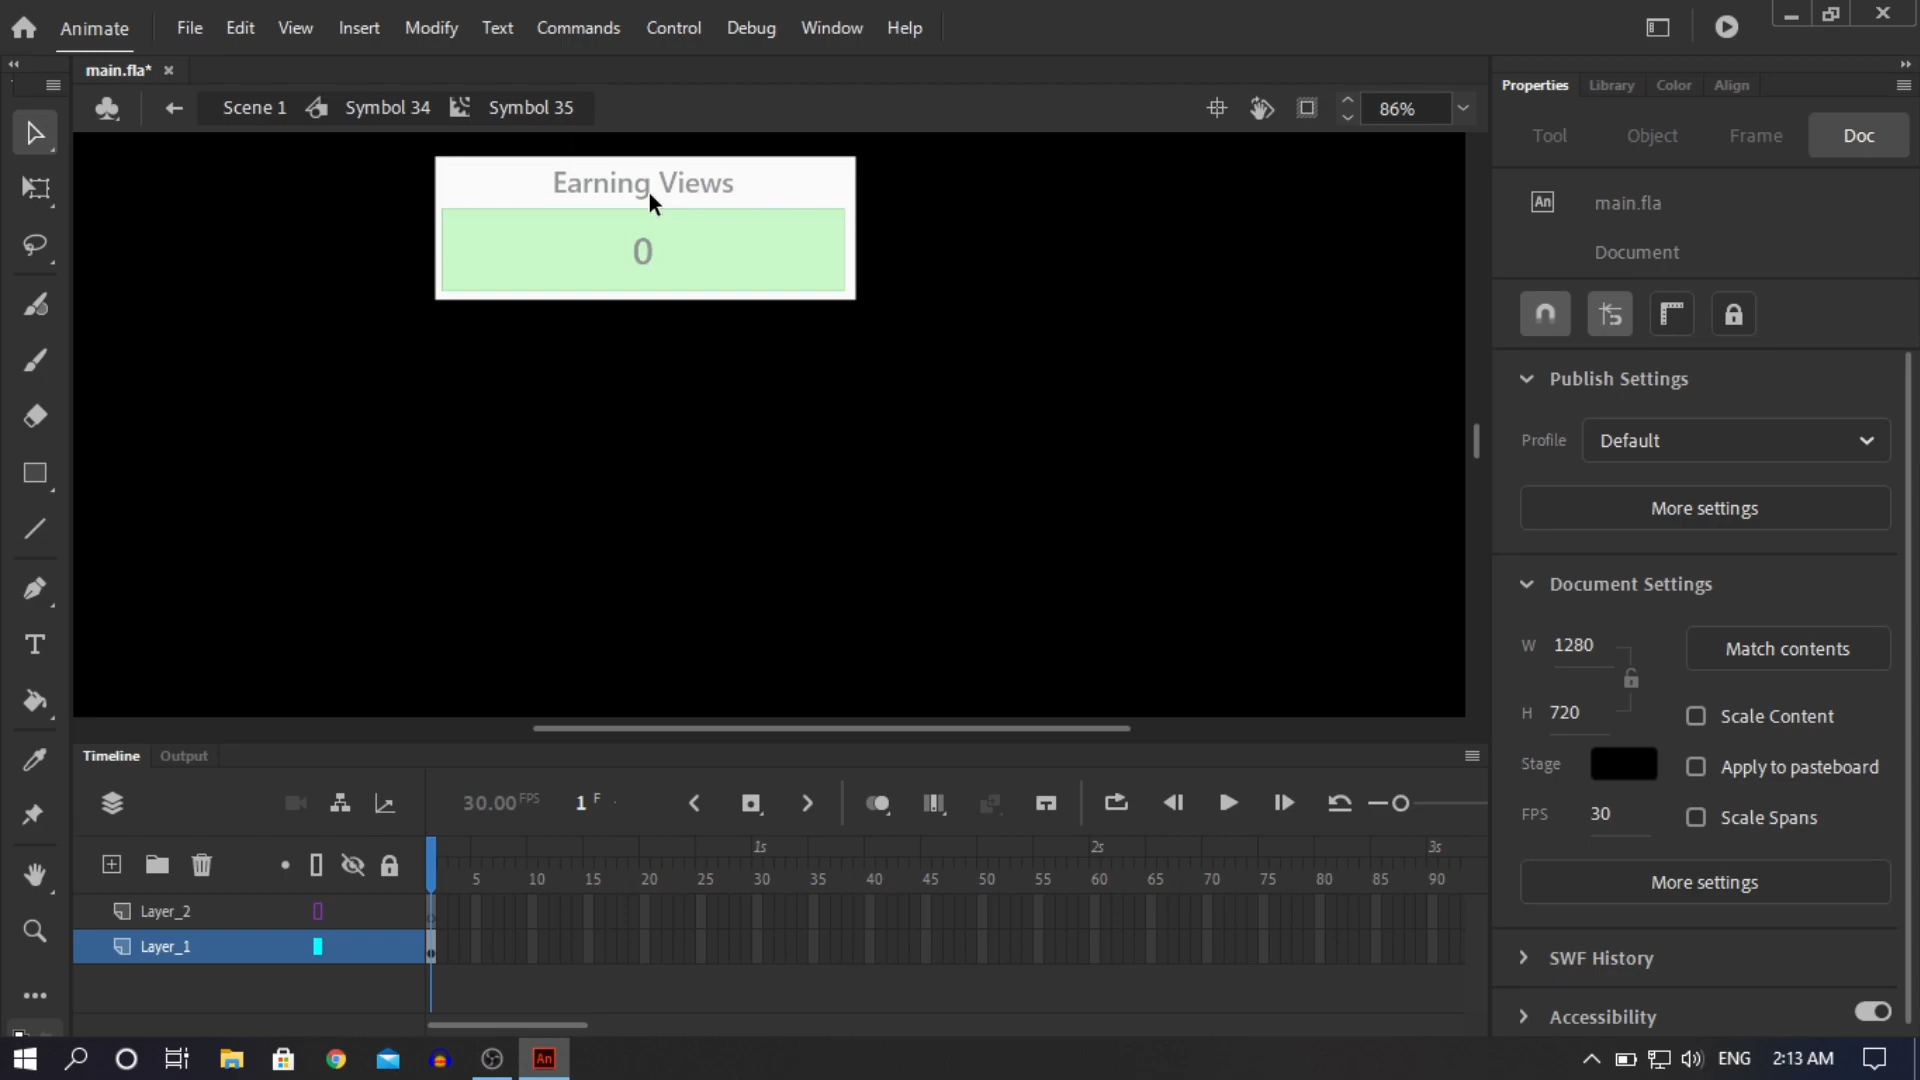 Animate File Edit View Insert Modify Text Commands Control Debug Window Help
main.fla*
Properties Library Color Align
Scene 1 Symbol 34 Symbol 35 86%
Tool Object Frame Doc
Earning Views
0
An main.fla
Document
Publish Settings
Profile Default
More settings
Document Settings
W 1280 Match contents
H 720 Scale Content
Stage Apply to pasteboard
FPS 30 Scale Spans
More settings
SWF History
Accessibility
Timeline Output
30.00 FPS 1 F
1s 2s 3s
5 10 15 20 25 30 35 40 45 50 55 60 65 70 75 80 85 90
Layer_2
Layer_1
An ENG 2:13 AM